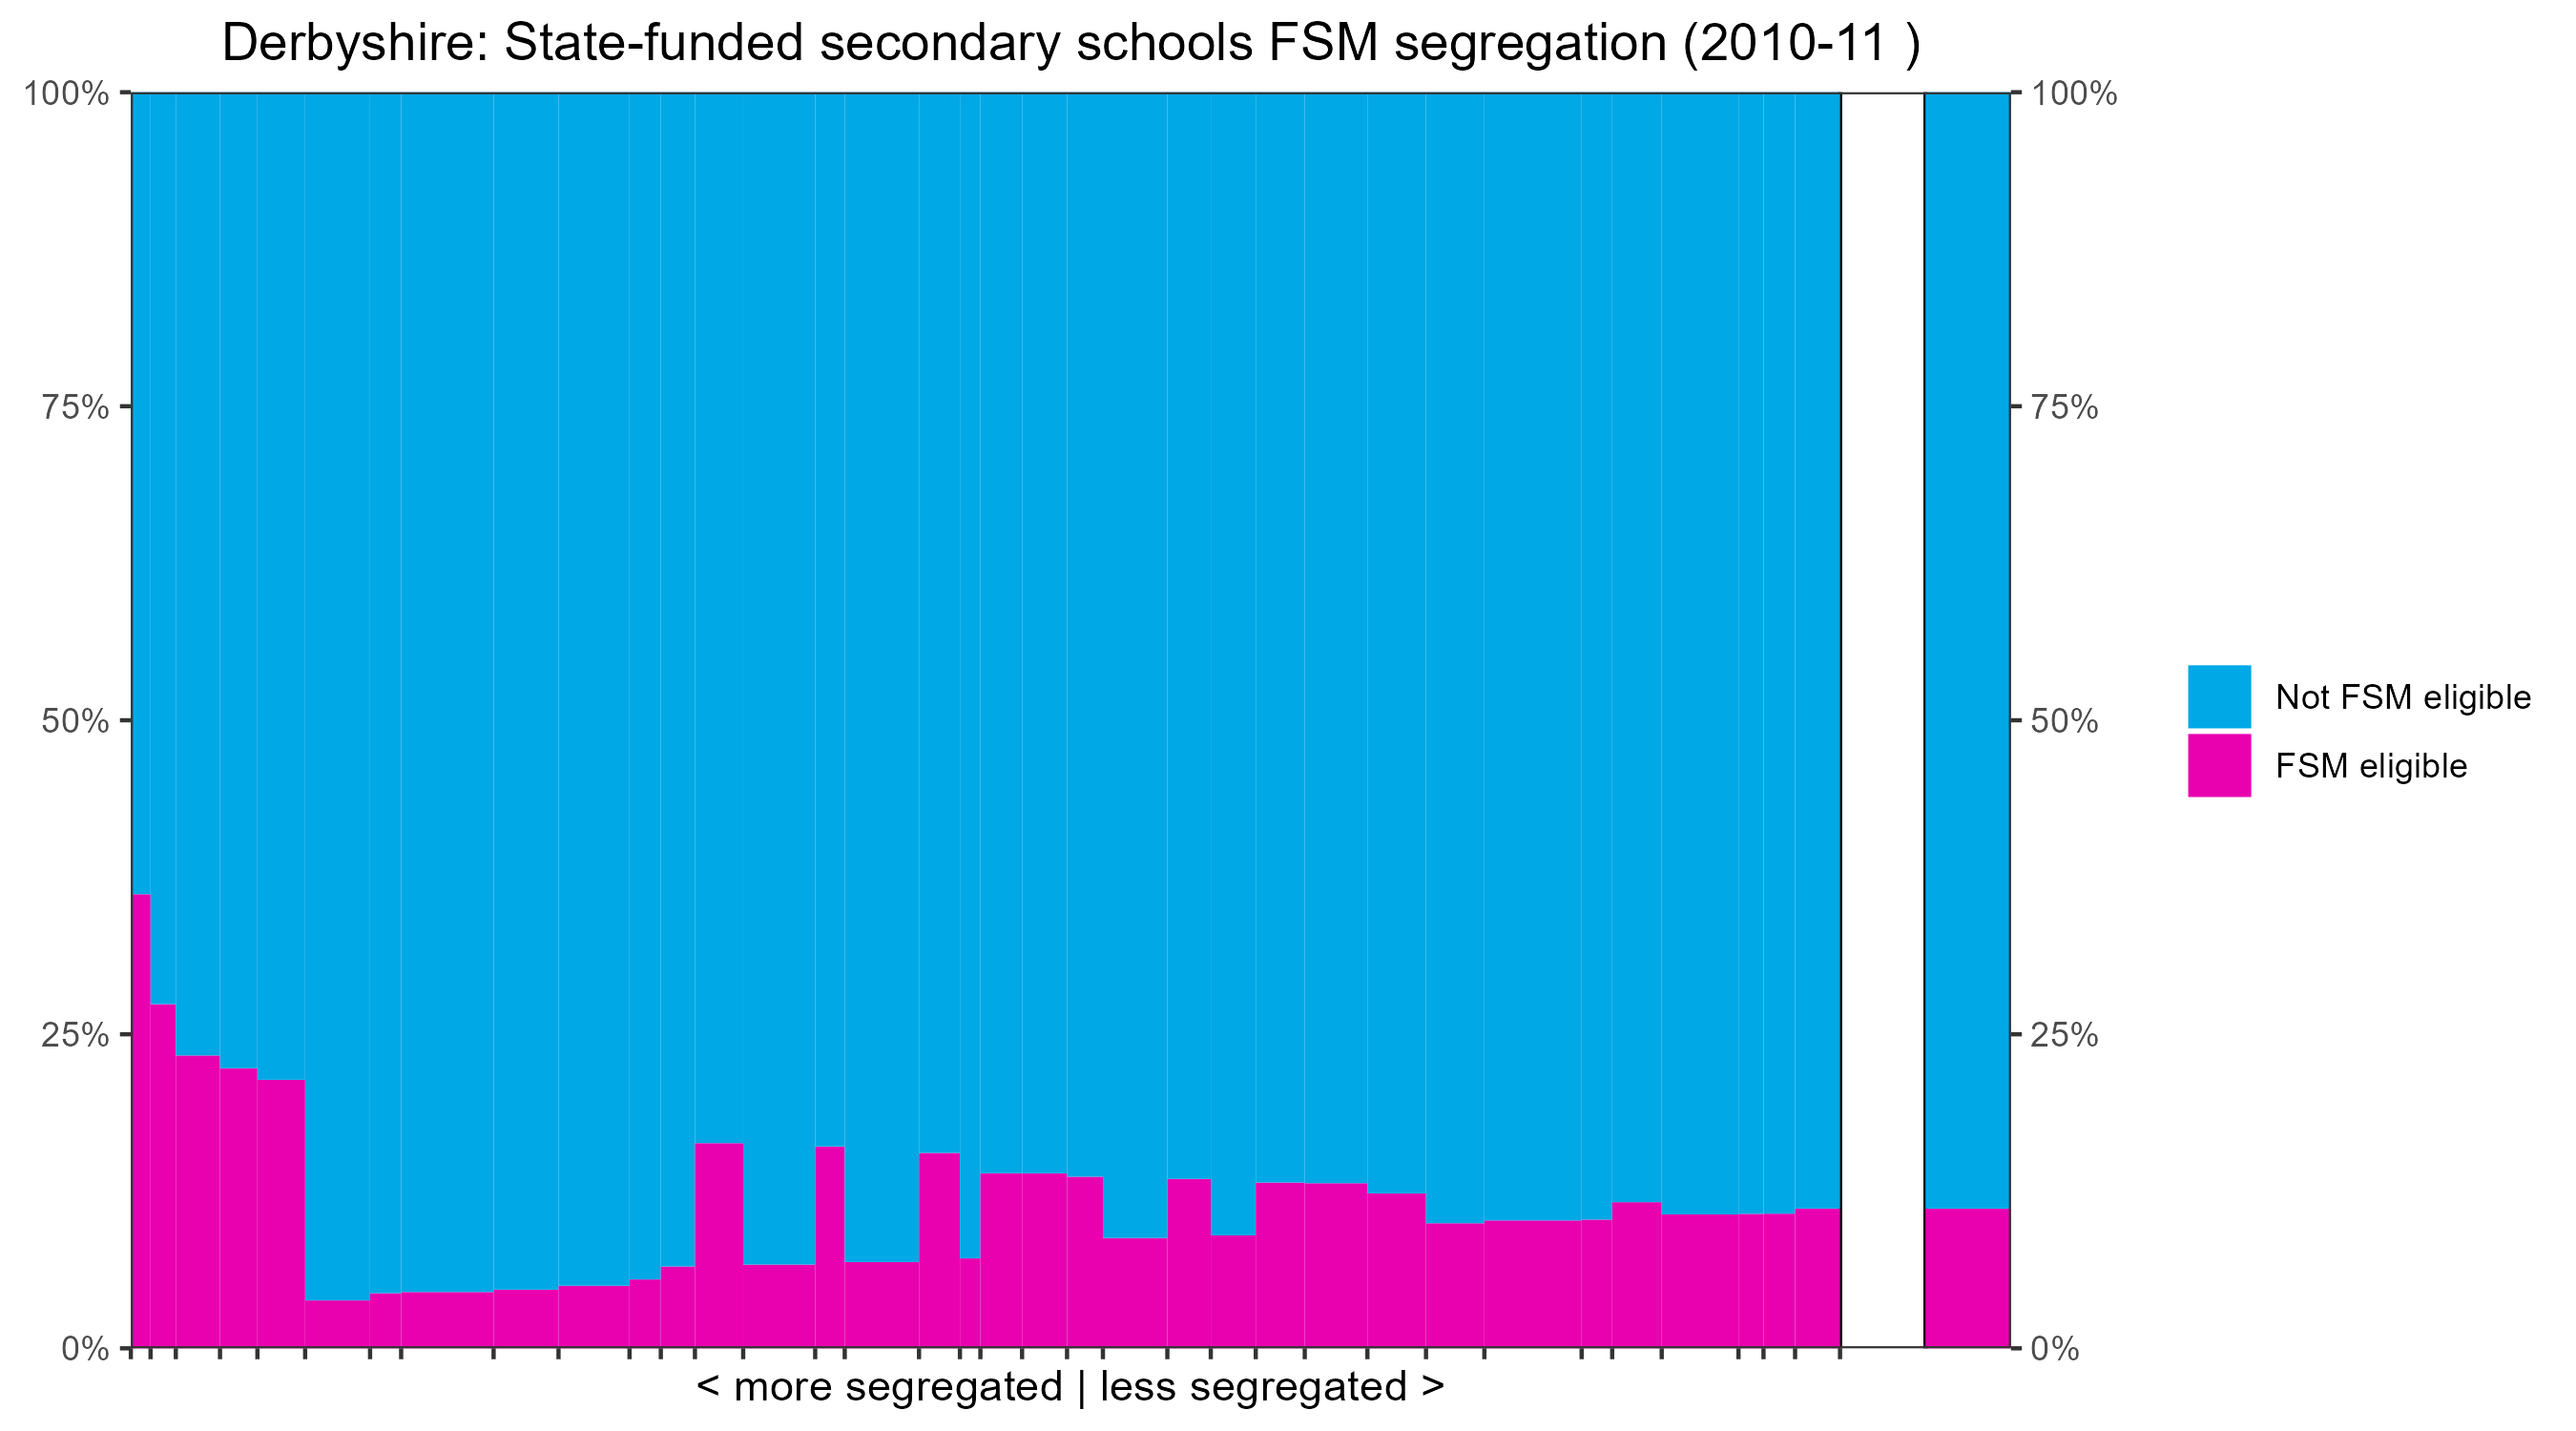 Derbyshire: State-funded secondary schools FSM segregation (2010-11 )
100%
75%
50%
25%
0%
100%
75%
50%
25%
0%
Not FSM eligible
FSM eligible
< more segregated | less segregated >